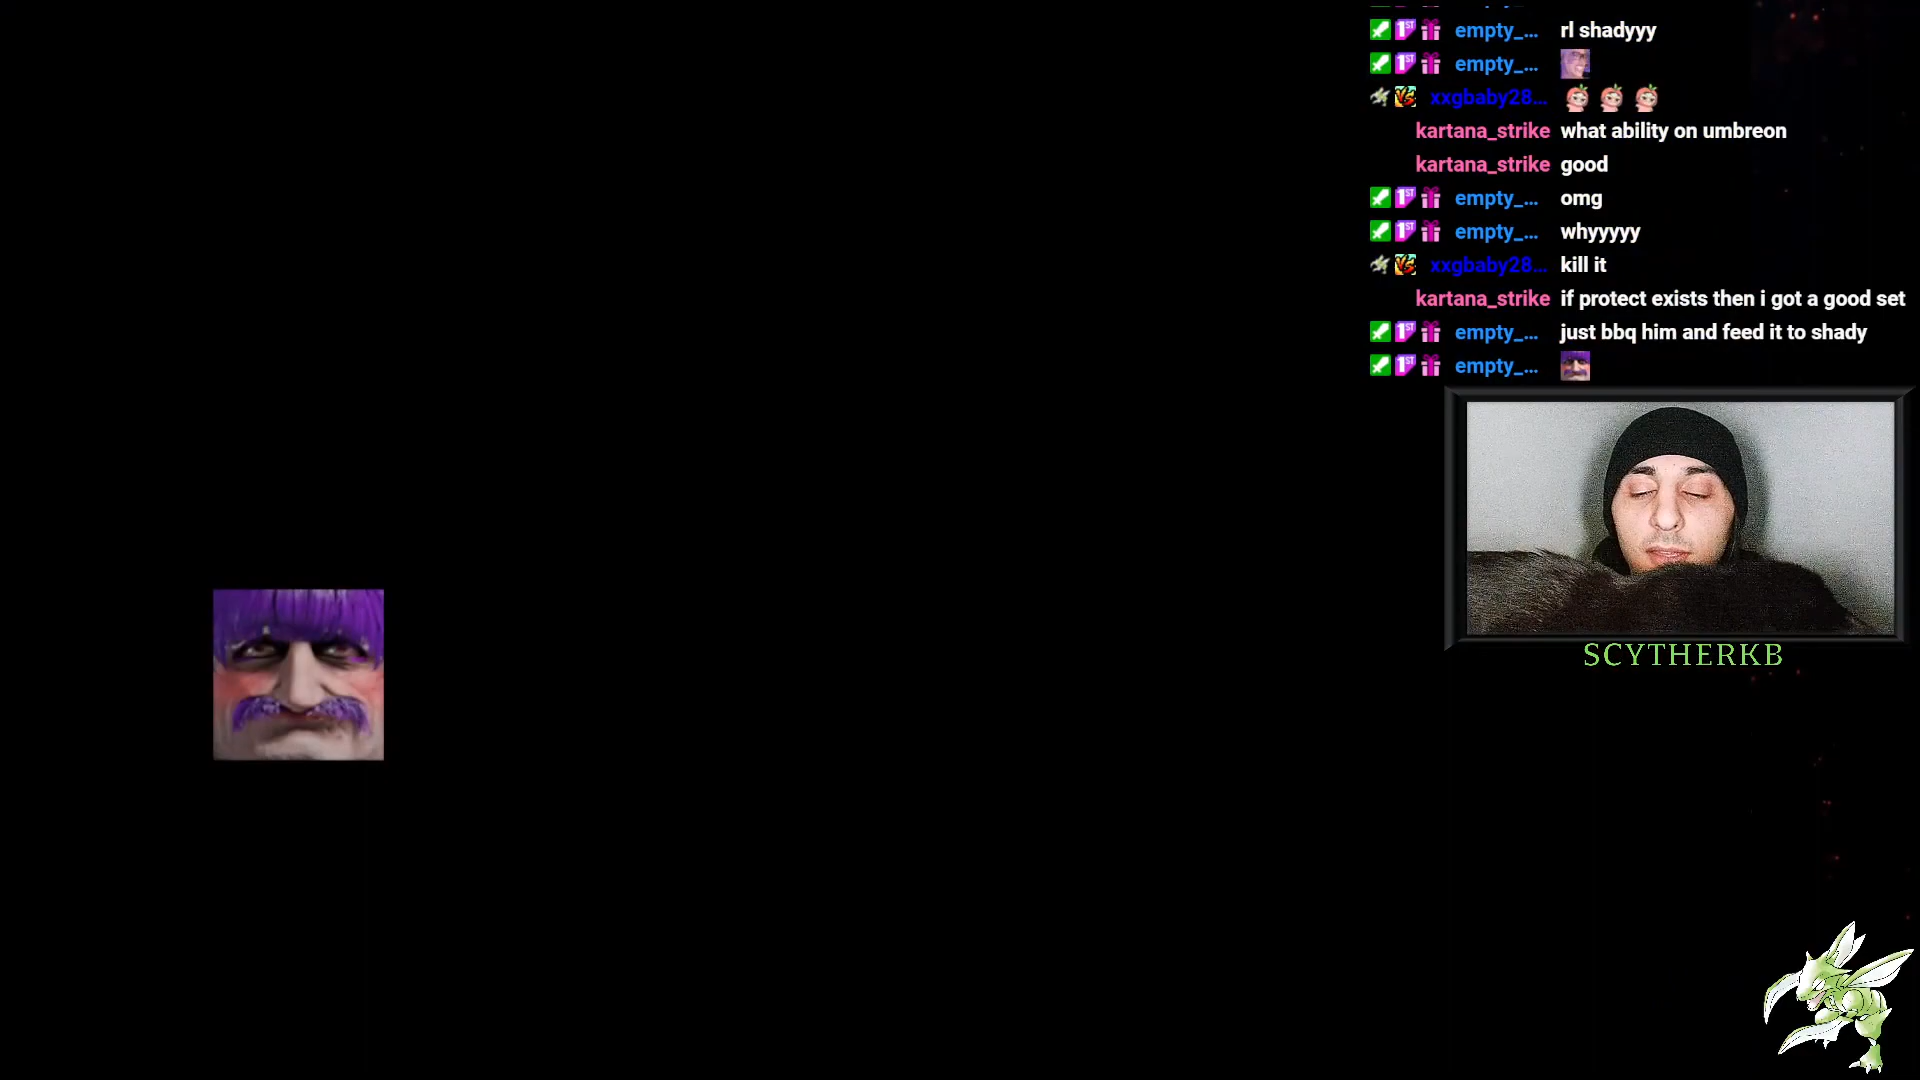 empty_... rl shadyyy
empty_...
xxgbaby28...
kartana_strike what ability on umbreon
kartana_strike good
empty_... omg
empty_... whyyyyy
xxgbaby28... kill it
kartana_strike if protect exists then i got a good set
empty_... just bbq him and feed it to shady
empty_...
SCYTHERKB